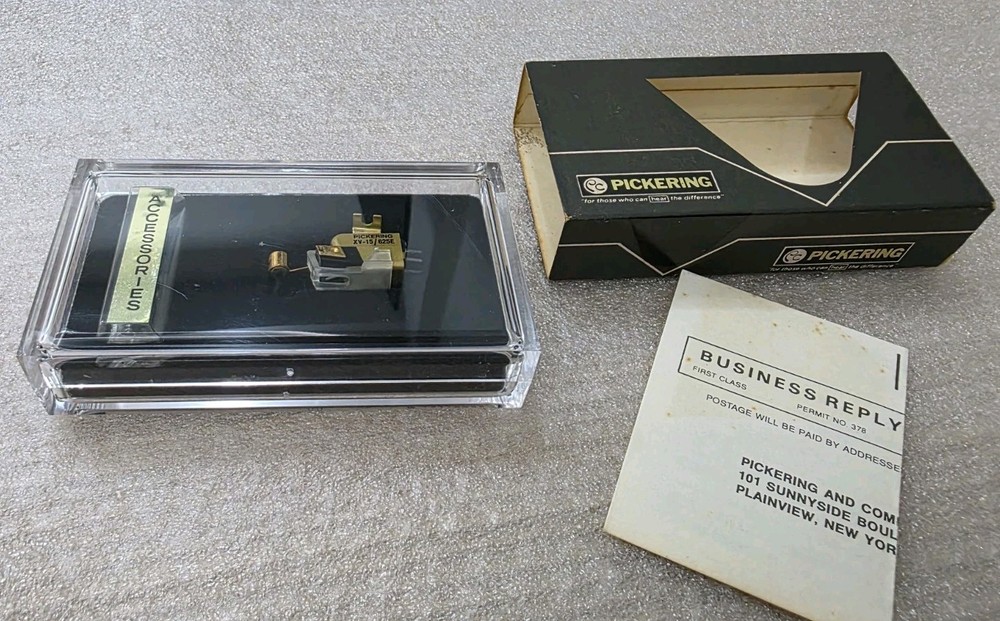 ACCESSORIES
PICKERING
XV-15/625E
PICKERING
"for those who can hear the difference"
PICKERING
"for those who can hear the difference"
BUSINESS REPLY
FIRST CLASS
PERMIT NO. 378
POSTAGE WILL BE PAID BY ADDRESSE
PICKERING AND COM
101 SUNNYSIDE BOUL
PLAINVIEW, NEW YOR